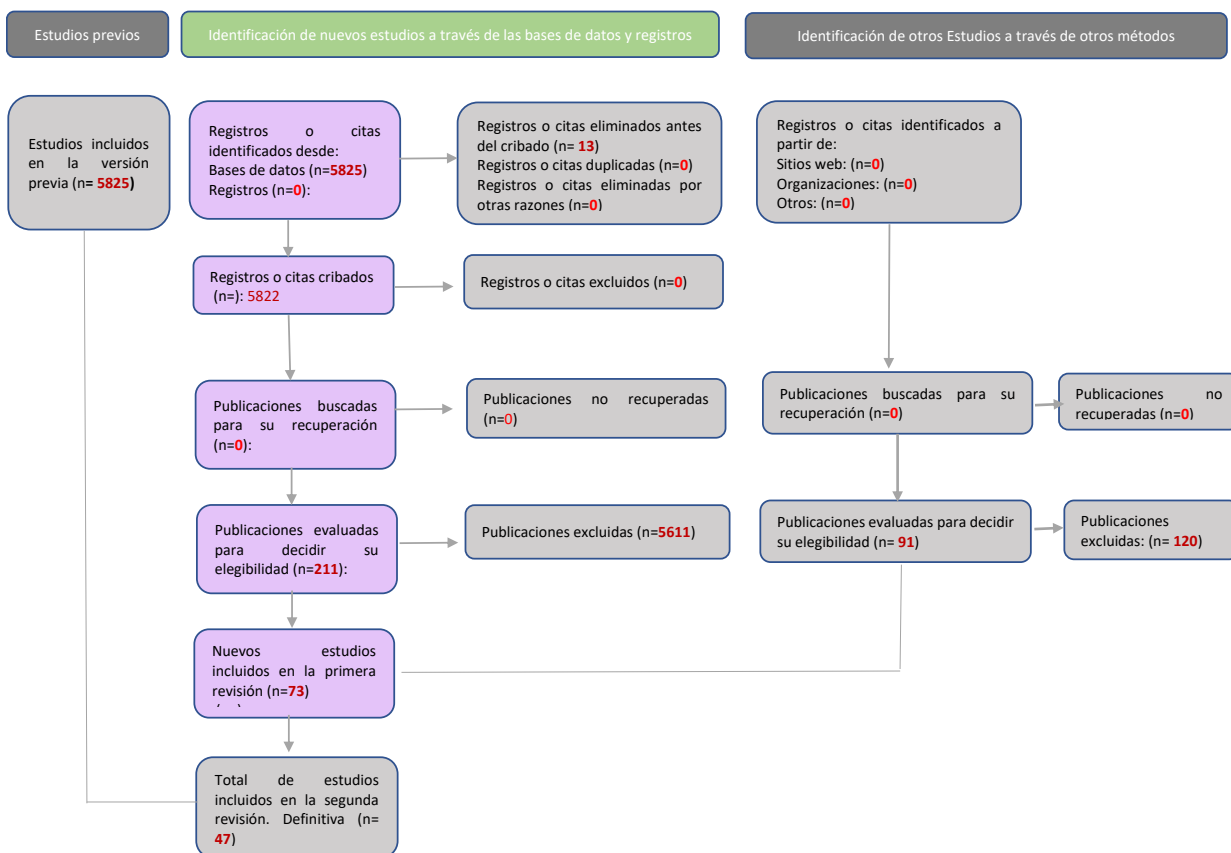 Estudios previos
Identificación de nuevos estudios a través de las bases de datos y registros
Identificación de otros Estudios a través de otros métodos
Estudios incluidos
en la versión
previa (n= 5825)
Registros o citas
identificados desde:
Bases de datos (n=5825)
Registros (n=0):
Registros o citas eliminados antes
del cribado (n= 13)
Registros o citas duplicadas (n=0)
Registros o citas eliminadas por
otras razones (n=0)
Registros o citas identificados a
partir de:
Sitios web: (n=0)
Organizaciones: (n=0)
Otros: (n=0)
Registros o citas cribados
(n=): 5822
Registros o citas excluidos (n=0)
Publicaciones buscadas
para su recuperación
(n=0):
Publicaciones no recuperadas
(n=0)
Publicaciones buscadas para su
recuperación (n=0)
Publicaciones no
recuperadas (n=0)
Publicaciones evaluadas
para decidir su
elegibilidad (n=211):
Publicaciones excluidas (n=5611)
Publicaciones evaluadas para decidir
su elegibilidad (n= 91)
Publicaciones
excluidas: (n= 120)
Nuevos estudios
incluidos en la primera
revisión (n=73)
Total de estudios
incluidos en la segunda
revisión. Definitiva (n=
47)